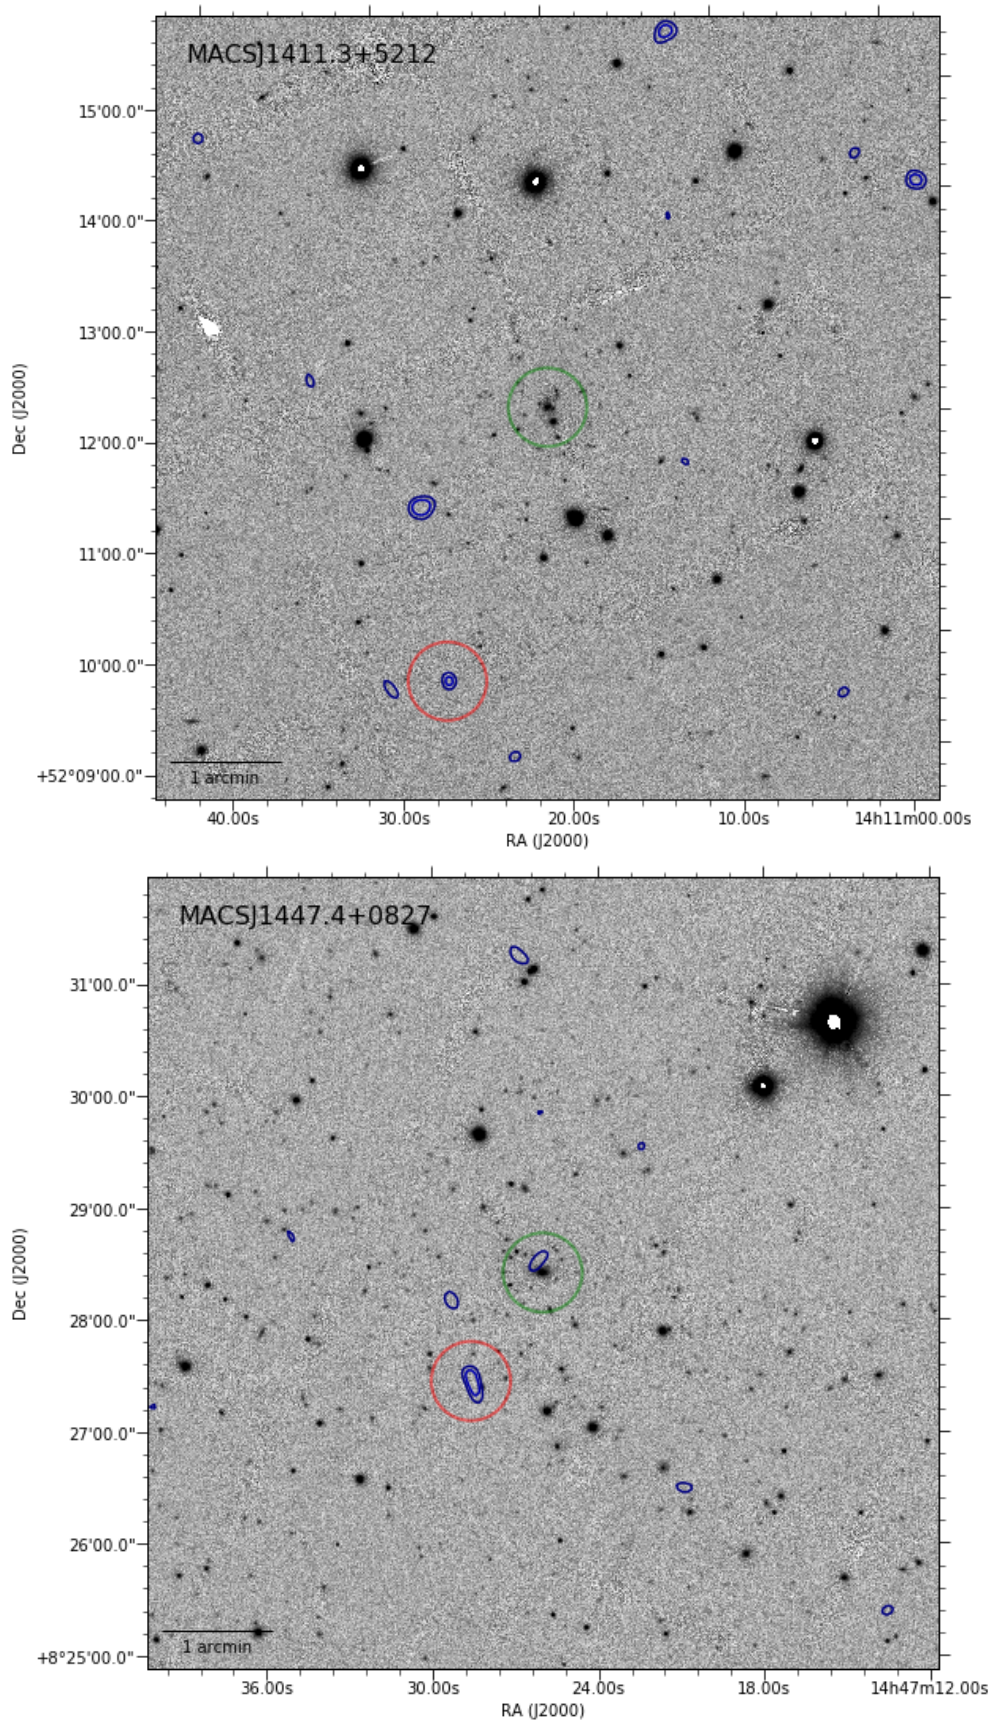 MACSJ1411.3+5212
15'00.0"
14'00.0"
13'00.0"
12'00.0"
11'00.0"
10'00.0"
+52°09'00.0"
Dec (J2000)
1 arcmin
40.00s 30.00s 20.00s 10.00s 14h11m00.00s
RA (J2000)
MACSJ1447.4+0827
31'00.0"
30'00.0"
29'00.0"
28'00.0"
27'00.0"
26'00.0"
+8°25'00.0"
Dec (J2000)
1 arcmin
36.00s 30.00s 24.00s 18.00s 14h47m12.00s
RA (J2000)